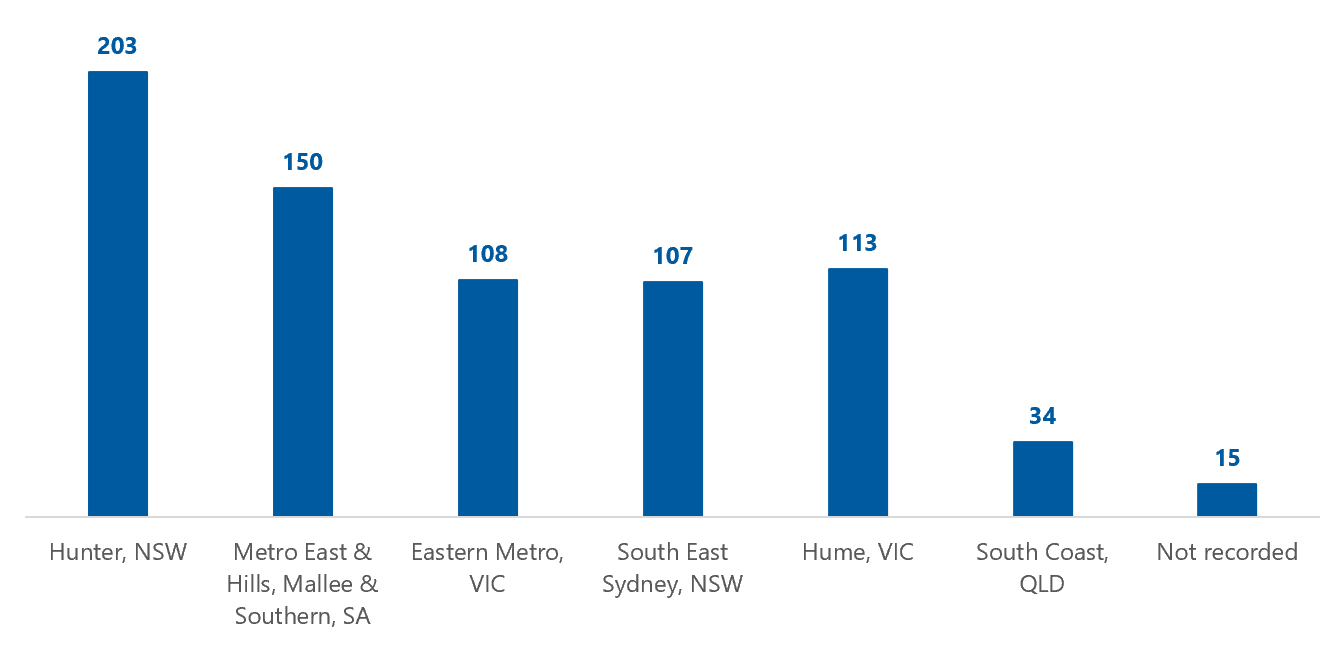 203
150
108
107
113
34
15
Hunter, NSW
Metro East &
Hills, Mallee &
Southern, SA
Eastern Metro,
VIC
South East
Sydney, NSW
Hume, VIC
South Coast,
QLD
Not recorded